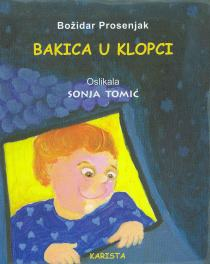 Božidar Prosenjak
BAKICA U KLOPCI
Oslikala
SONJA TOMIĆ
KARISTA